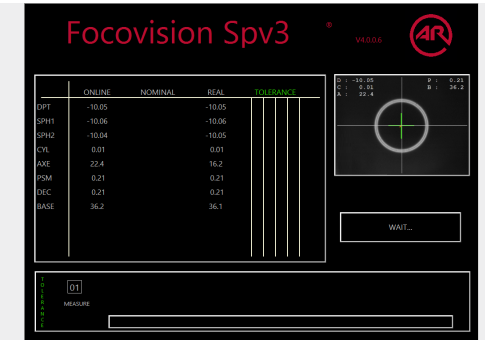 Focovision Spv3 ® V4.0.0.6 AR
ONLINE NOMINAL REAL TOLERANCE
DPT -10.05 -10.05
SPH1 -10.06 -10.06
SPH2 -10.04 -10.05
CYL 0.01 0.01
AXE 22.4 16.2
PSM 0.21 0.21
DEC 0.21 0.21
BASE 36.2 36.1
D : -10.05 P : 0.21
C : 0.01 B : 36.2
A : 22.4
WAIT...
TOLERANCE
01
MEASURE